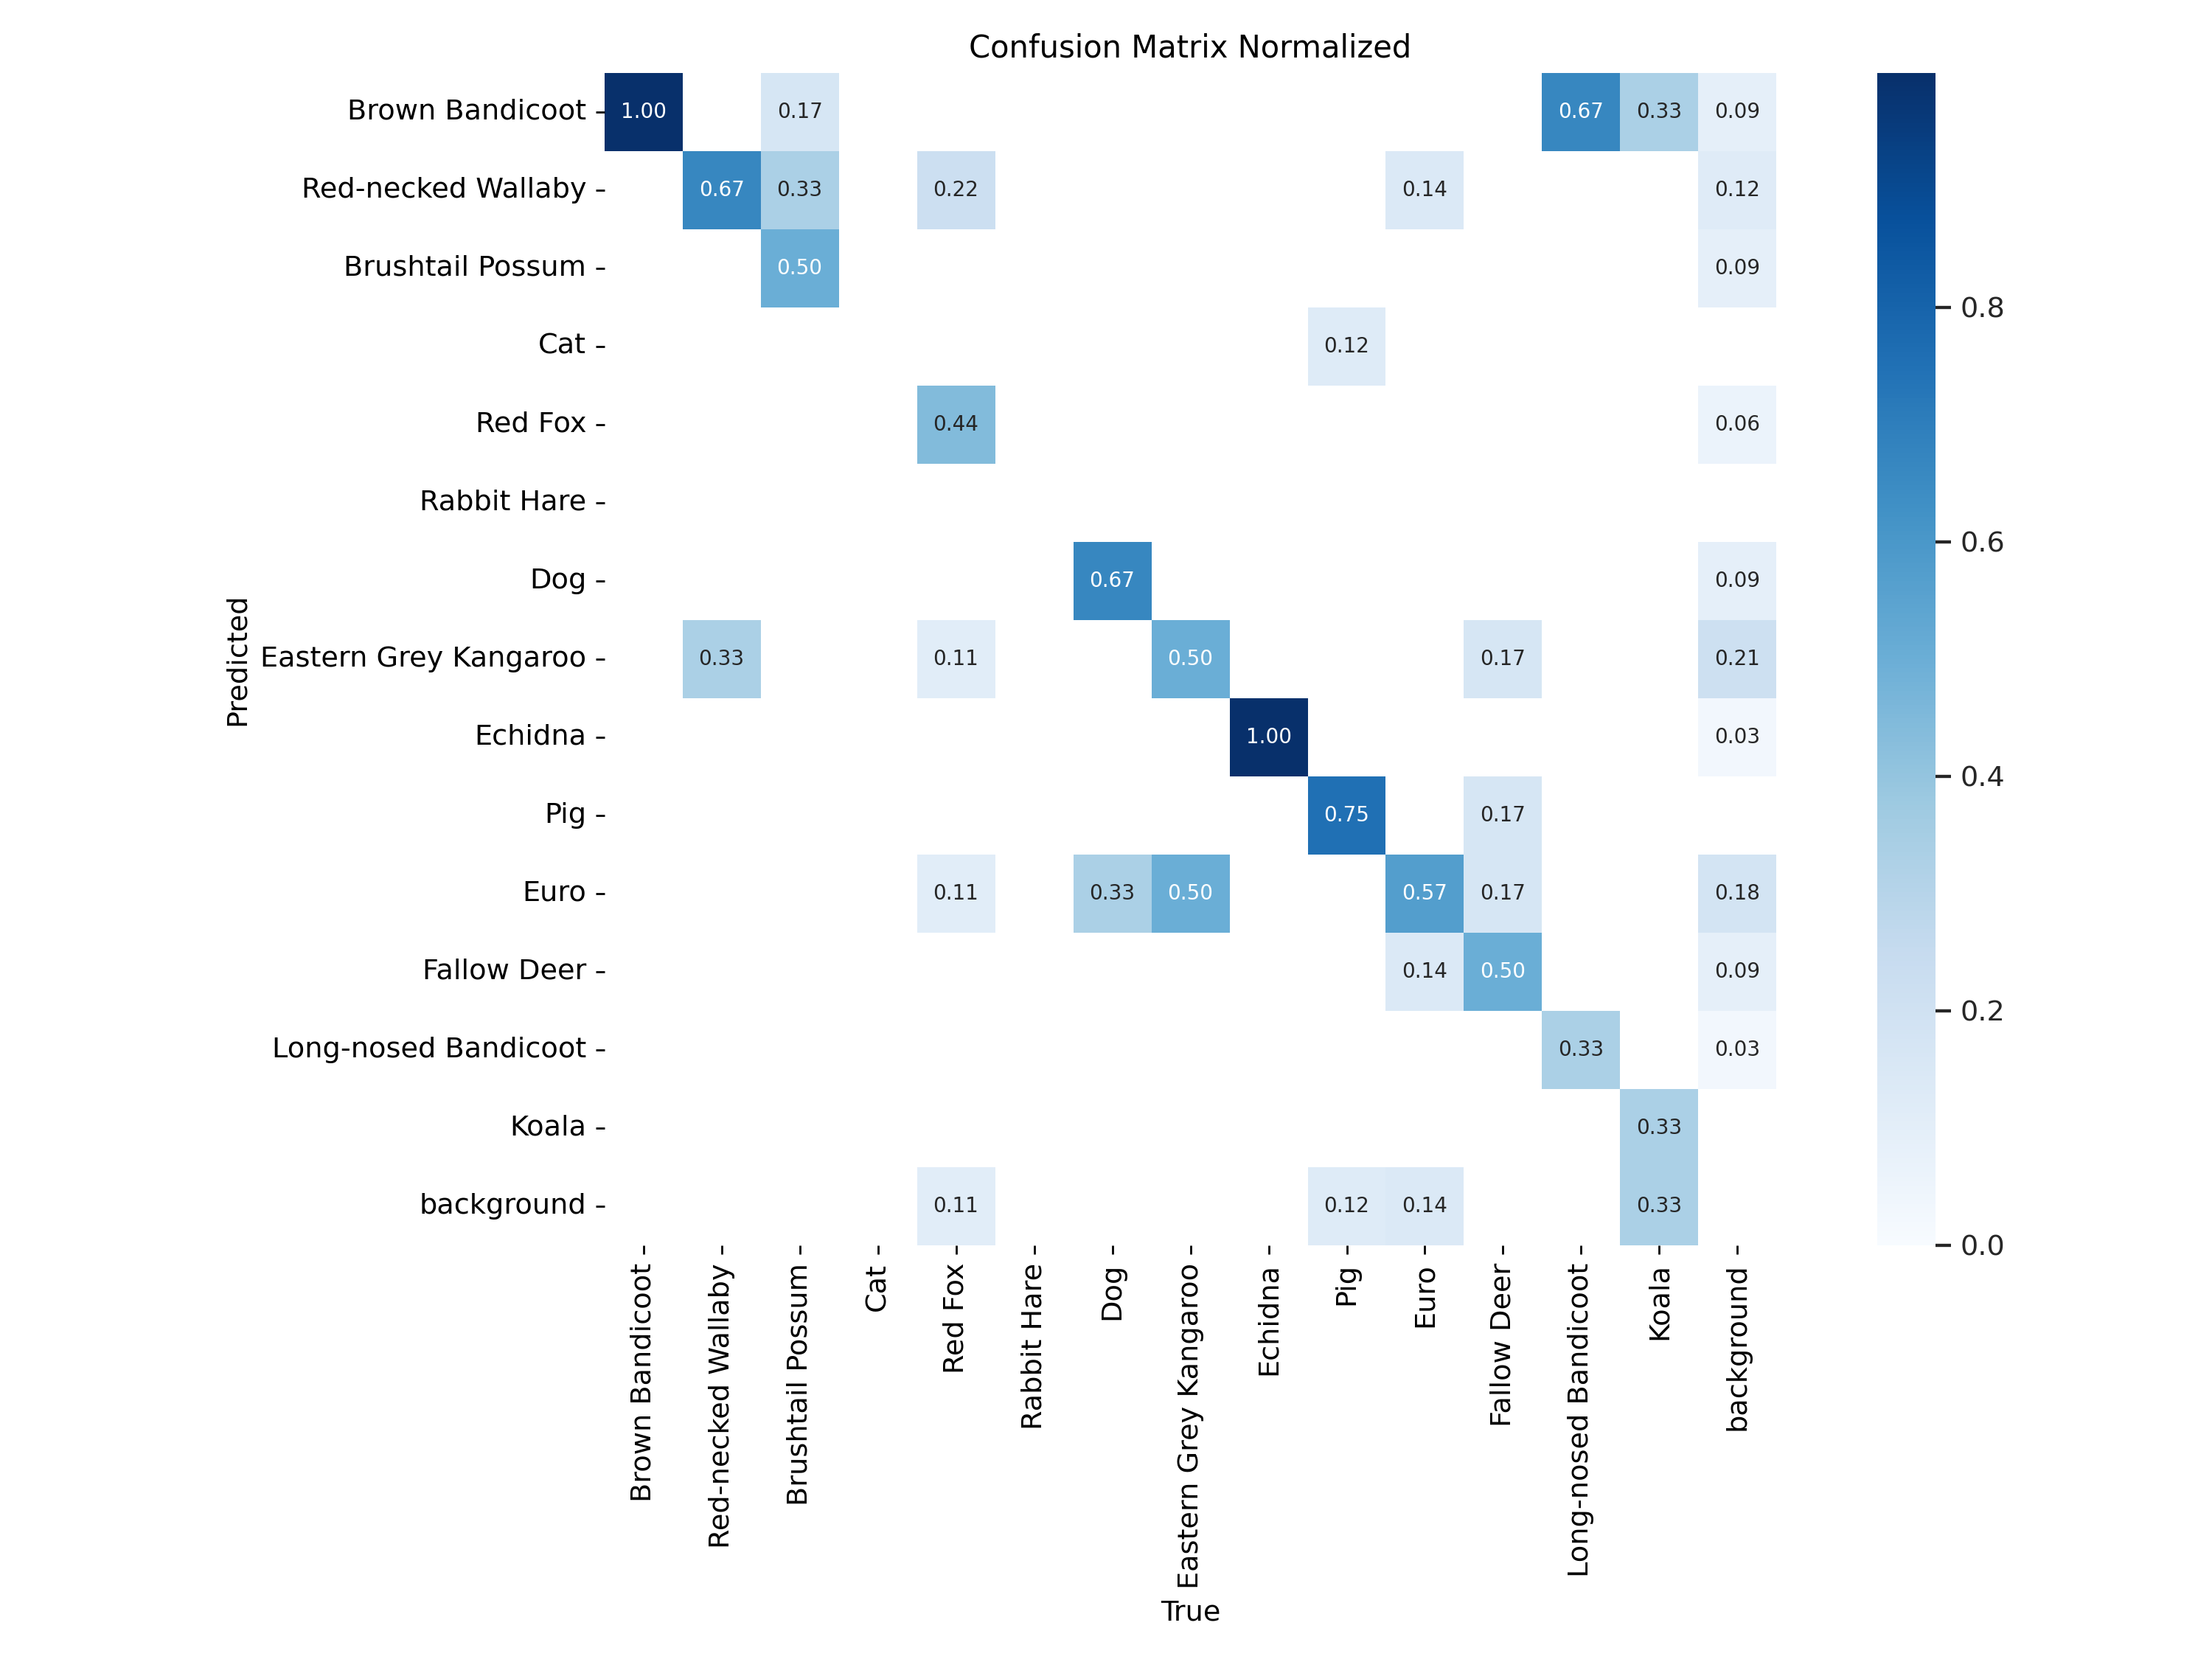 Confusion Matrix Normalized
Brown Bandicoot 1.00 0.17 0.67 0.33 0.09
Red-necked Wallaby 0.67 0.33 0.22 0.14 0.12
Brushtail Possum 0.50 0.09
0.8
Cat 0.12
Red Fox 0.44 0.06
Rabbit Hare
0.6
Dog 0.67 0.09
Predicted
Eastern Grey Kangaroo 0.33 0.11 0.50 0.17 0.21
Echidna 1.00 0.03
0.4
Pig 0.75 0.17
Euro 0.11 0.33 0.50 0.57 0.17 0.18
Fallow Deer 0.14 0.50 0.09
0.2
Long-nosed Bandicoot 0.33 0.03
Koala 0.33
background 0.11 0.12 0.14 0.33
0.0
Brown Bandicoot
Red-necked Wallaby
Brushtail Possum
Cat
Red Fox
Rabbit Hare
Dog
Eastern Grey Kangaroo
Echidna
Pig
Euro
Fallow Deer
Long-nosed Bandicoot
Koala
background
True